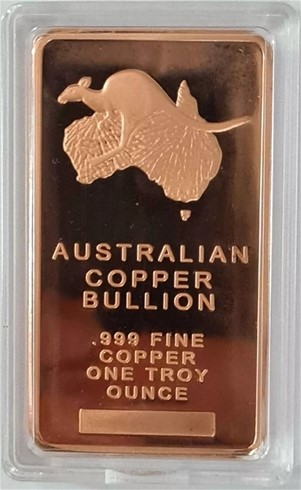 AUSTRALIAN
COPPER
BULLION
.999 FINE
COPPER
ONE TROY
OUNCE